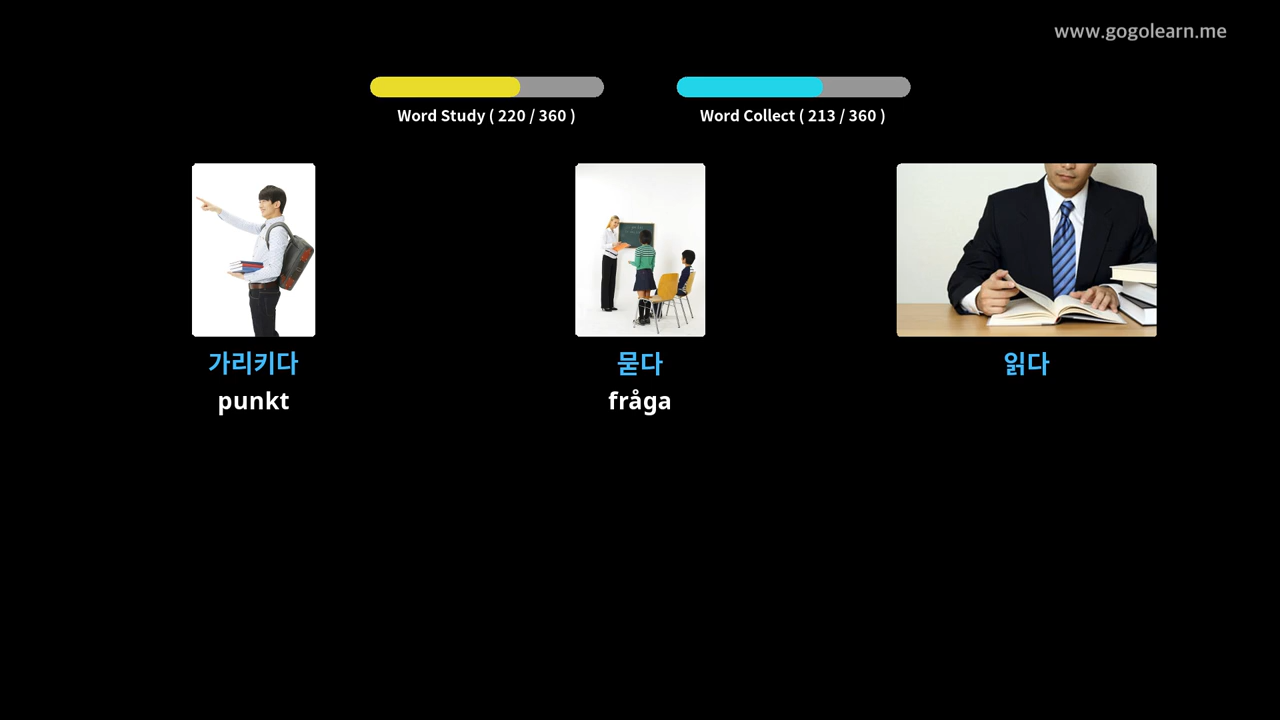 www.gogolearn.me
Word Study ( 220 / 360 )
Word Collect ( 213 / 360 )
가리키다
묻다
읽다
punkt
fråga